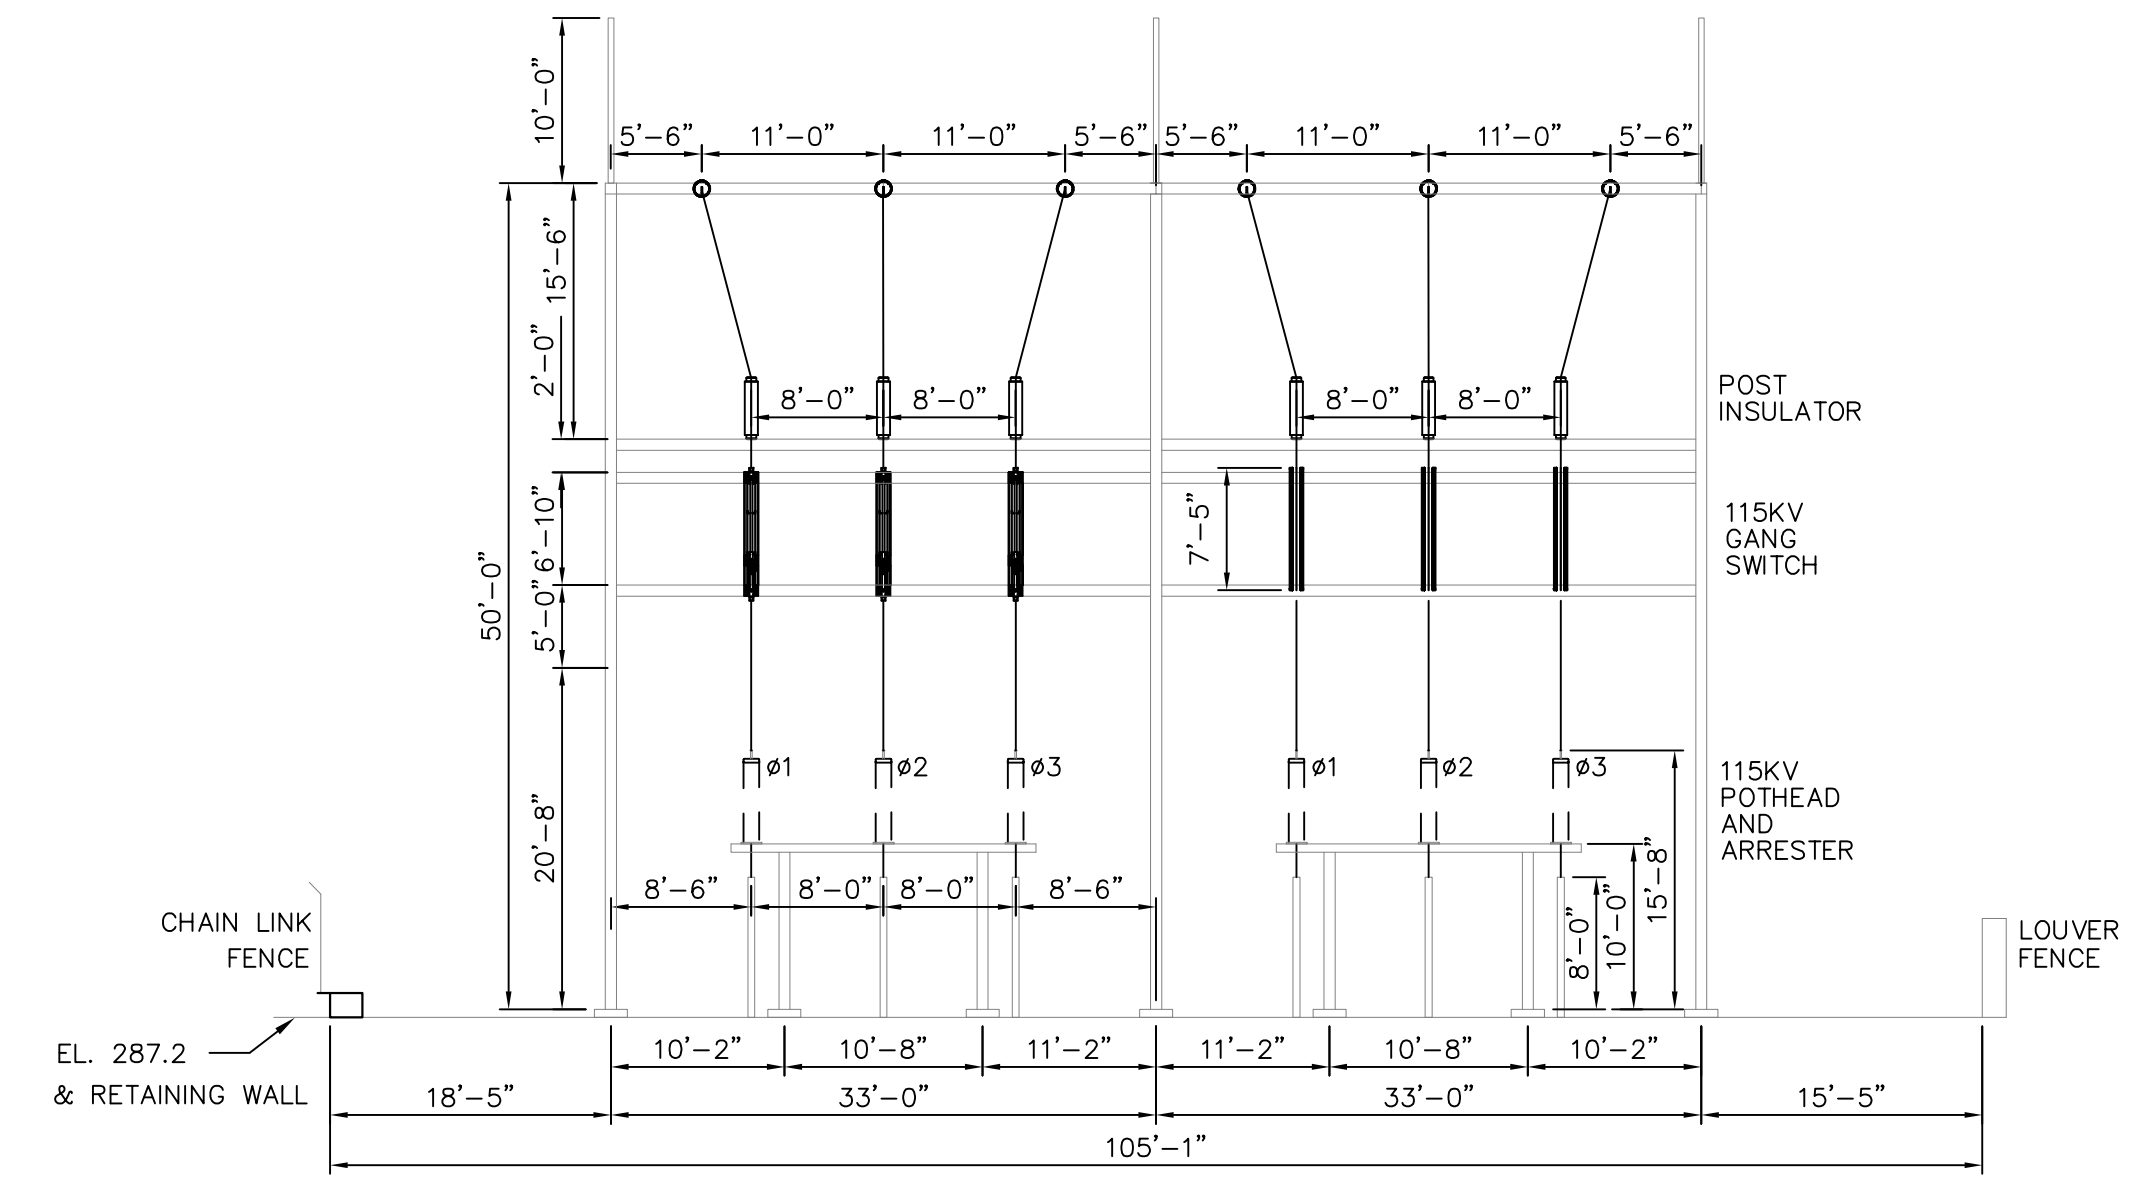 10'-0"
5'-6" 11'-0" 11'-0" 5'-6" 5'-6" 11'-0" 11'-0" 5'-6"
15'-6"
2'-0"
8'-0" 8'-0" 8'-0" 8'-0"
POST
INSULATOR
6'-10"
7'-5"
115KV
GANG
SWITCH
50'-0"
5'-0"
ø1 ø2 ø3 ø1 ø2 ø3
115KV
POTHEAD
AND
ARRESTER
20'-8"
15'-8"
10'-0"
8'-0"
8'-6" 8'-0" 8'-0" 8'-6"
CHAIN LINK
FENCE
LOUVER
FENCE
EL. 287.2
& RETAINING WALL
10'-2" 10'-8" 11'-2" 11'-2" 10'-8" 10'-2"
18'-5" 33'-0" 33'-0" 15'-5"
105'-1"